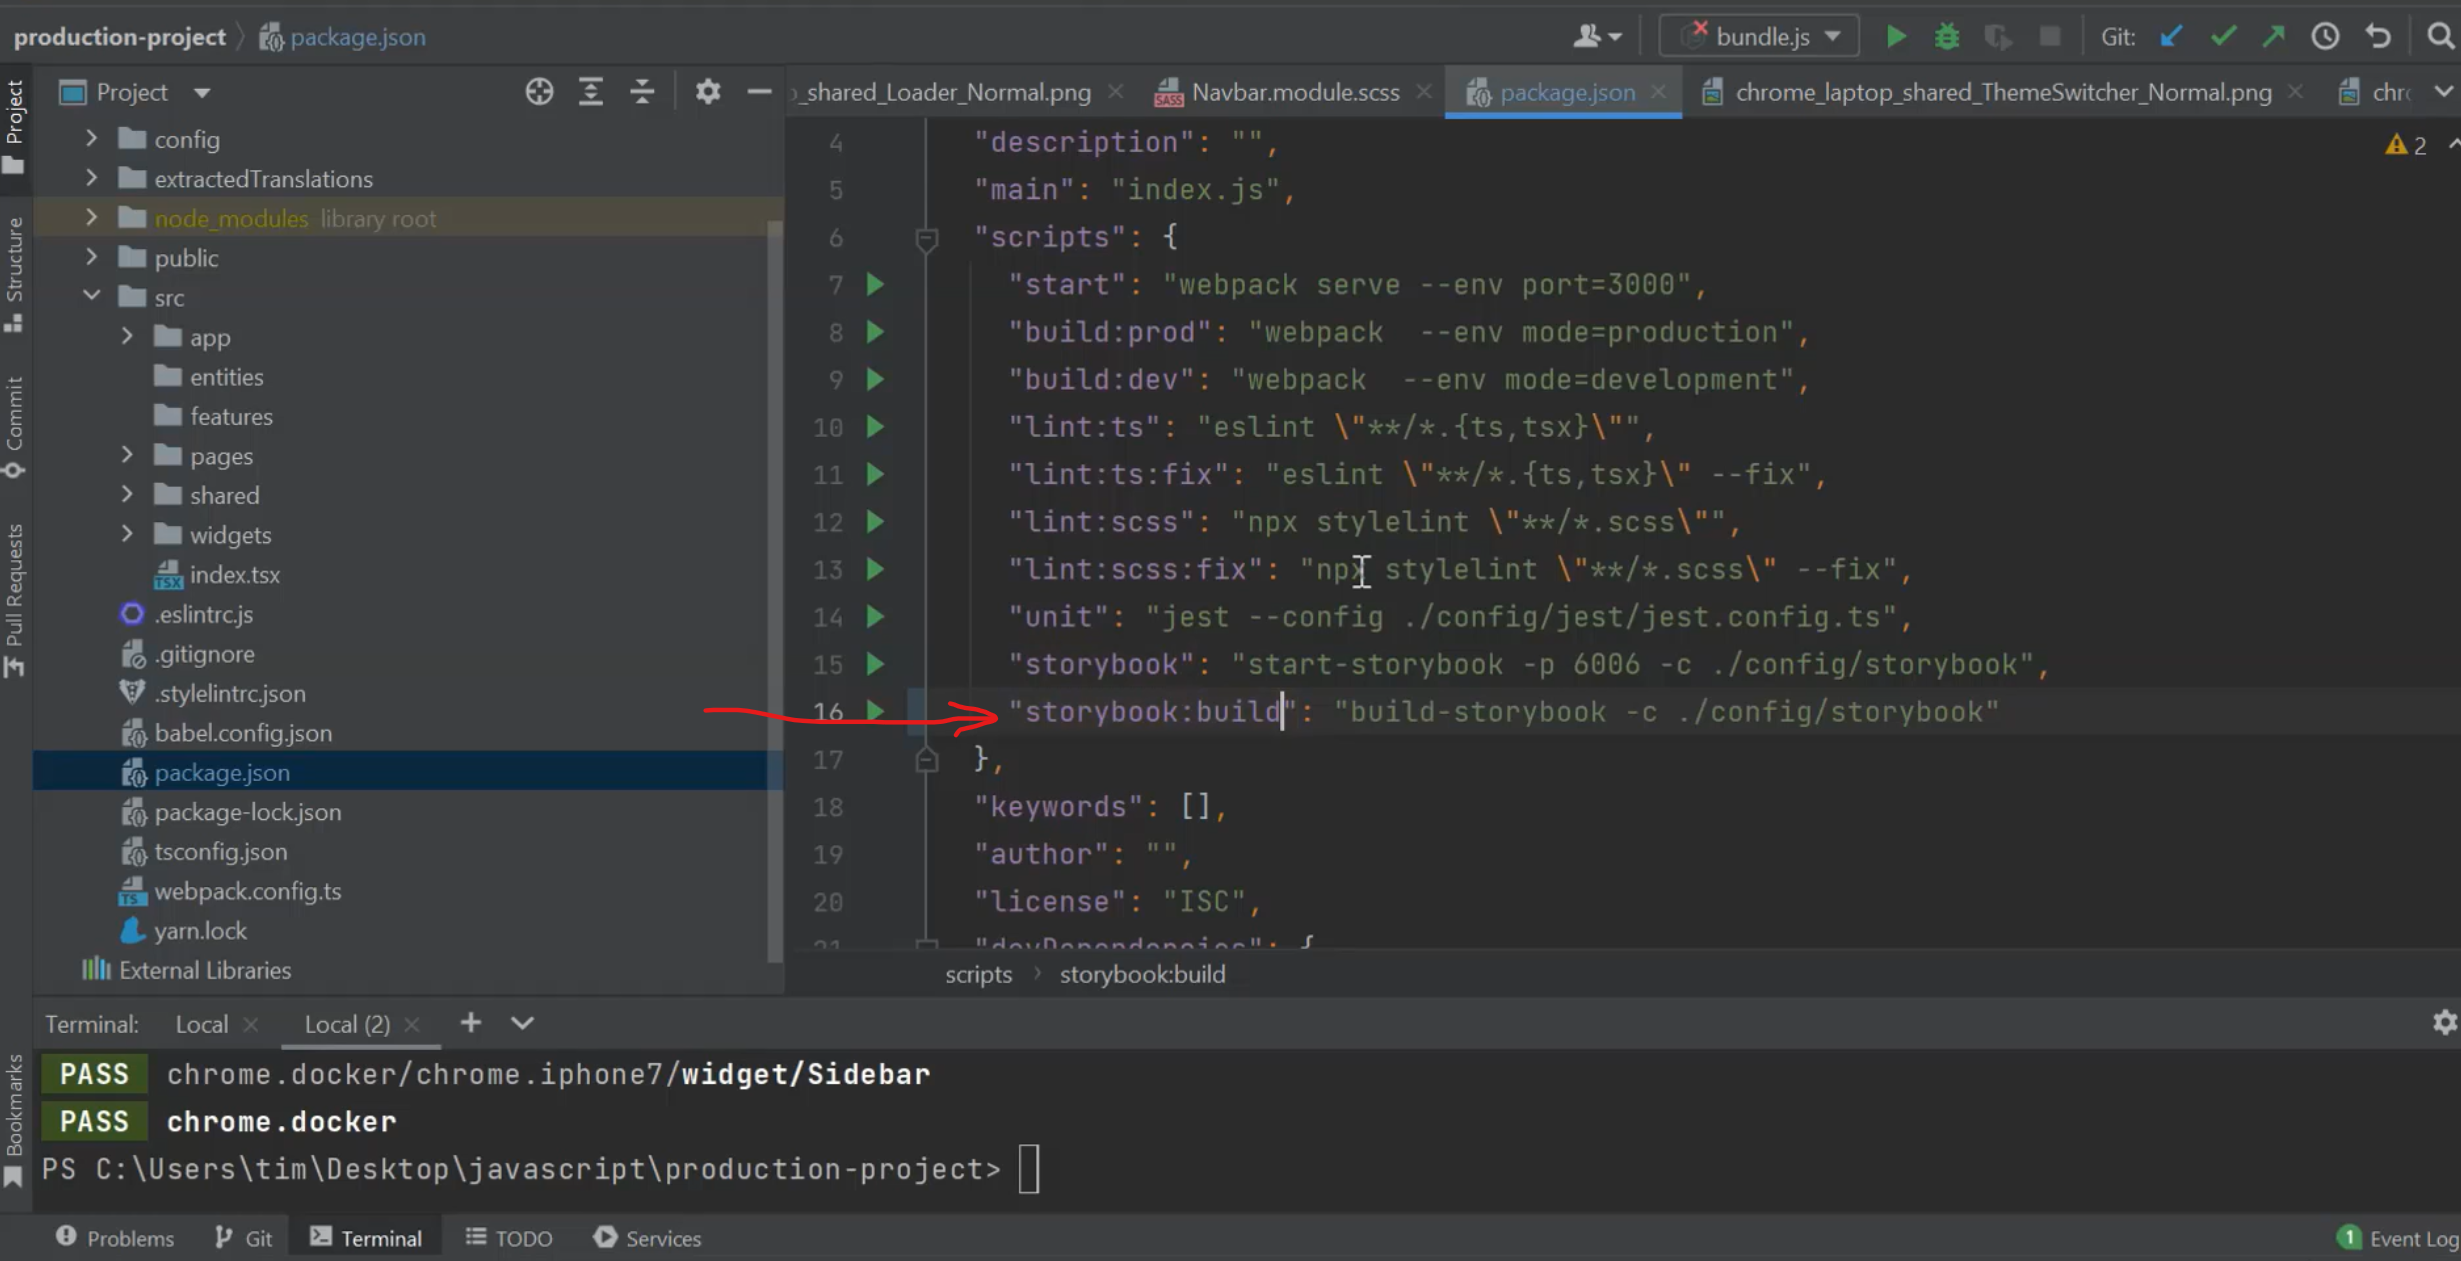 production-project package.json bundle.js Git:
Project _shared_Loader_Normal.png Navbar.module.scss package.json chrome_laptop_shared_ThemeSwitcher_Normal.png
Project
Structure
Commit
Pull Requests
Bookmarks
config
extractedTranslations
node_modules library root
public
src
app
entities
features
pages
shared
widgets
index.tsx
.eslintrc.js
.gitignore
.stylelintrc.json
babel.config.json
package.json
package-lock.json
tsconfig.json
webpack.config.ts
yarn.lock
External Libraries
2
4 "description": "",
5 "main": "index.js",
6 "scripts": {
7 "start": "webpack serve --env port=3000",
8 "build:prod": "webpack  --env mode=production",
9 "build:dev": "webpack  --env mode=development",
10 "lint:ts": "eslint \"**/*.{ts,tsx}\"",
11 "lint:ts:fix": "eslint \"**/*.{ts,tsx}\" --fix",
12 "lint:scss": "npx stylelint \"**/*.scss\"",
13 "lint:scss:fix": "npx stylelint \"**/*.scss\" --fix",
14 "unit": "jest --config ./config/jest/jest.config.ts",
15 "storybook": "start-storybook -p 6006 -c ./config/storybook",
16 "storybook:build": "build-storybook -c ./config/storybook"
17 },
18 "keywords": [],
19 "author": "",
20 "license": "ISC",
21 "devDependencies": {
scripts storybook:build
Terminal: Local Local (2)
PASS chrome.docker/chrome.iphone7/widget/Sidebar
PASS chrome.docker
PS C:\Users\tim\Desktop\javascript\production-project>
Problems Git Terminal TODO Services 1 Event Log